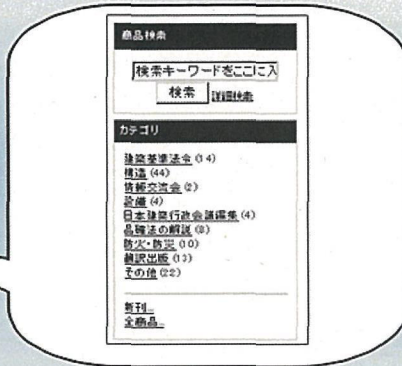 商品検索
検索キーワードをここに入
検索 詳細検索
カテゴリ
建築基準法令 (14)
構造 (44)
情報交流会 (2)
設備 (4)
日本建築行政会議編集 (4)
品確法の解説 (8)
防火・防災 (10)
翻訳出版 (13)
その他 (22)
新刊...
全商品...